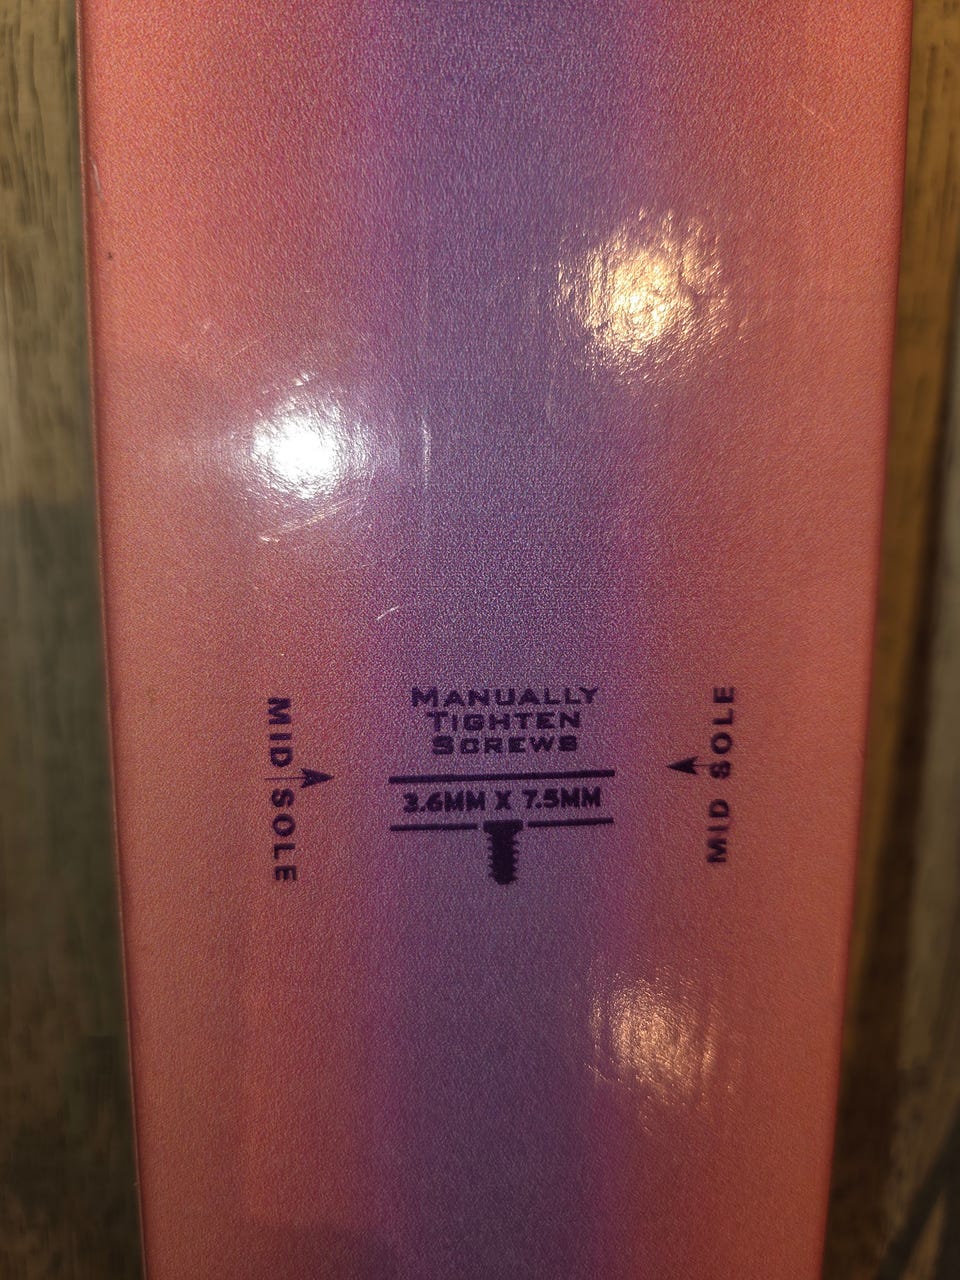 MANUALLY
TIGHTEN
SCREWS
3.6MM X 7.5MM
MID SOLE
MID SOLE